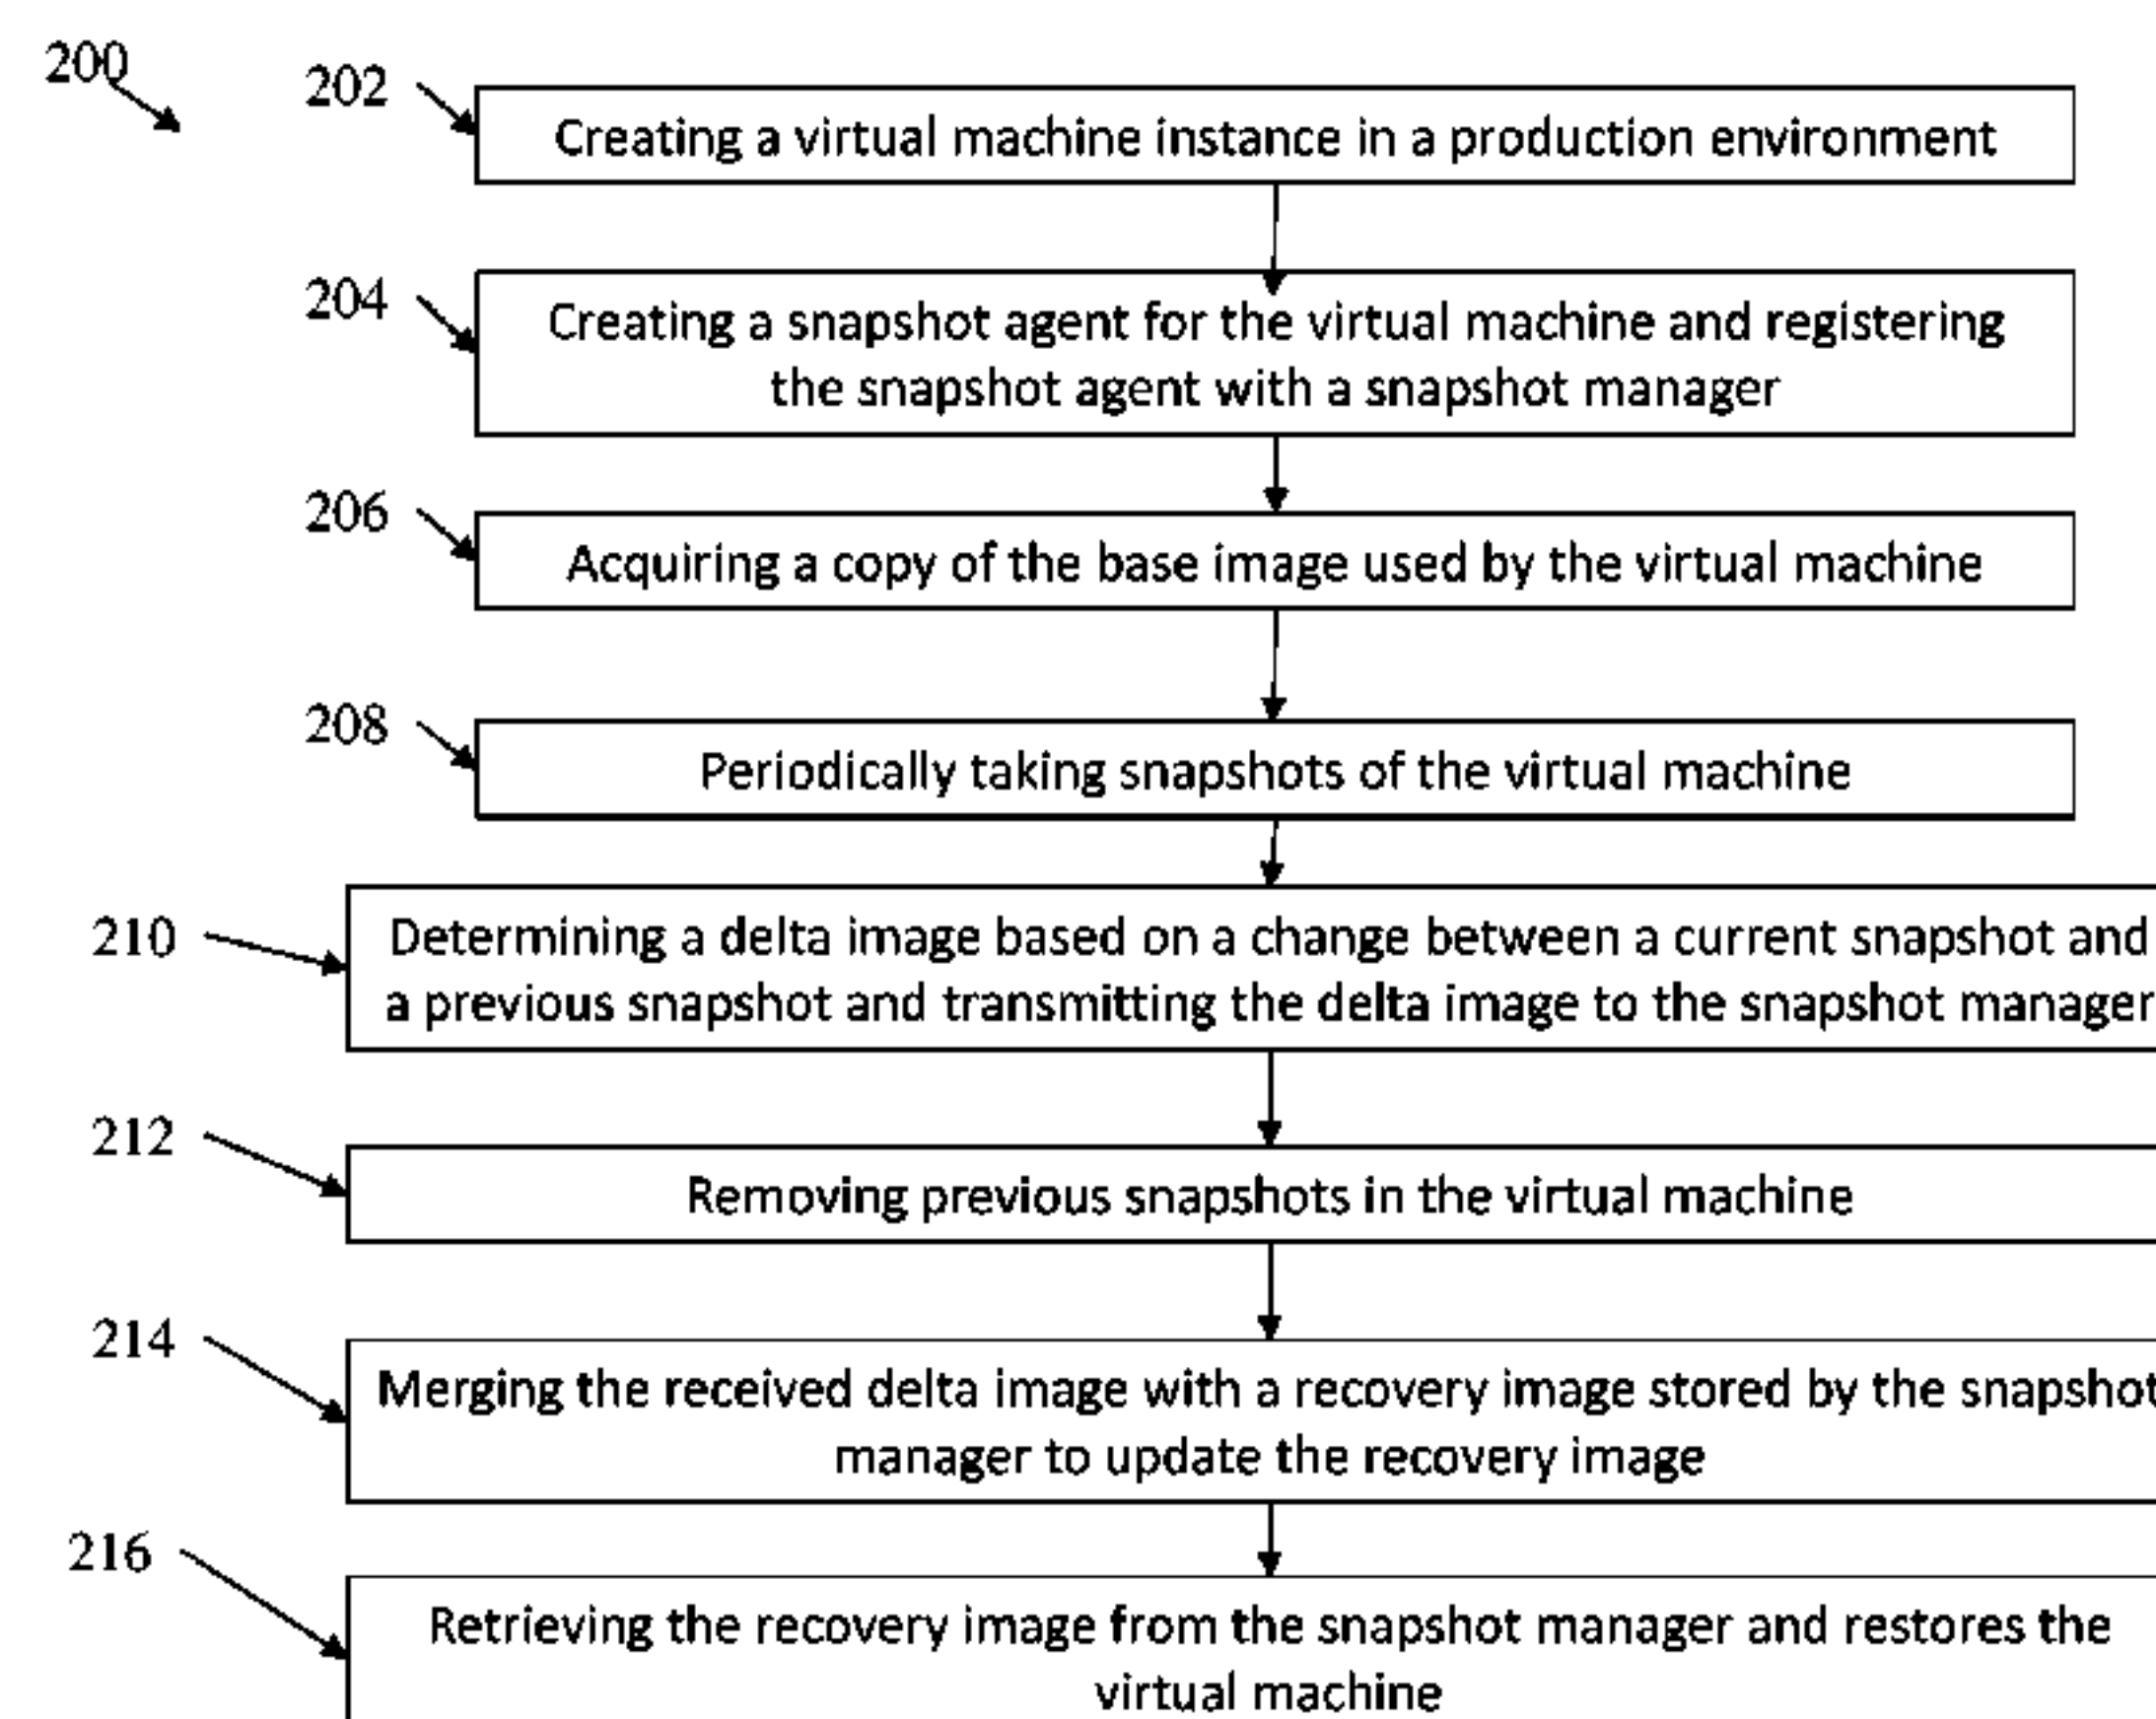 200
202
Creating a virtual machine instance in a production environment
204
Creating a snapshot agent for the virtual machine and registering
the snapshot agent with a snapshot manager
206
Acquiring a copy of the base image used by the virtual machine
208
Periodically taking snapshots of the virtual machine
210
Determining a delta image based on a change between a current snapshot and
a previous snapshot and transmitting the delta image to the snapshot manager
212
Removing previous snapshots in the virtual machine
214
Merging the received delta image with a recovery image stored by the snapshot
manager to update the recovery image
216
Retrieving the recovery image from the snapshot manager and restores the
virtual machine